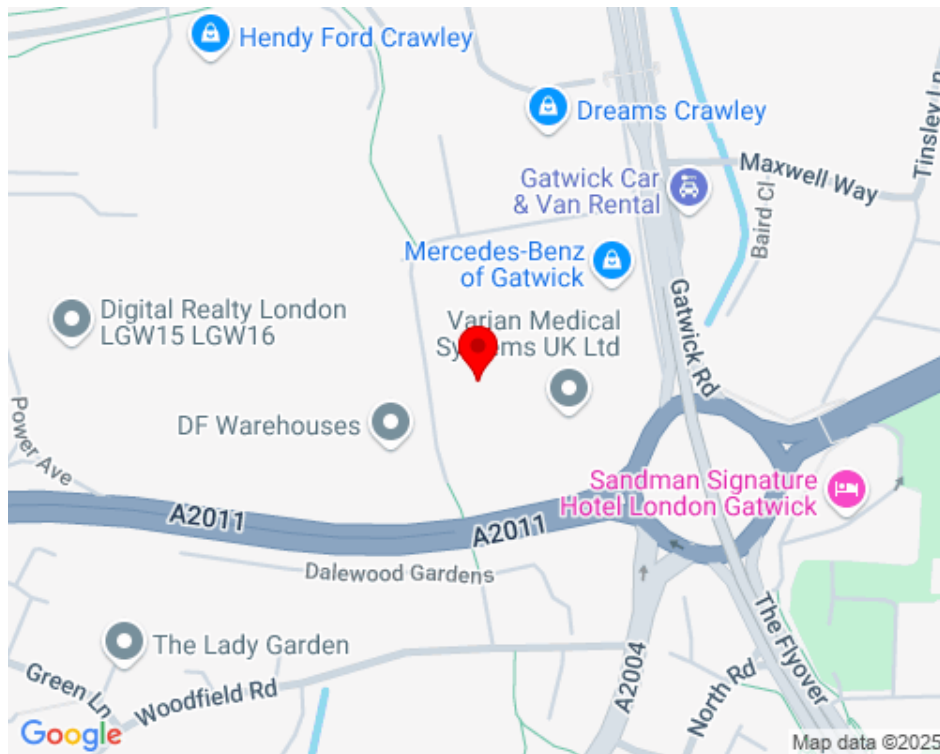 Hendy Ford Crawley
Dreams Crawley
Tinsley Ln
Maxwell Way
Gatwick Car
& Van Rental
Baird Cl
Mercedes-Benz
of Gatwick
Digital Realty London
LGW15 LGW16
Varian Medical
Systems UK Ltd
Gatwick Rd
Power Ave
DF Warehouses
Sandman Signature
Hotel London Gatwick
A2011
A2011
Dalewood Gardens
The Flyover
The Lady Garden
A2004
North Rd
Green Ln
Woodfield Rd
Google
Map data ©2025